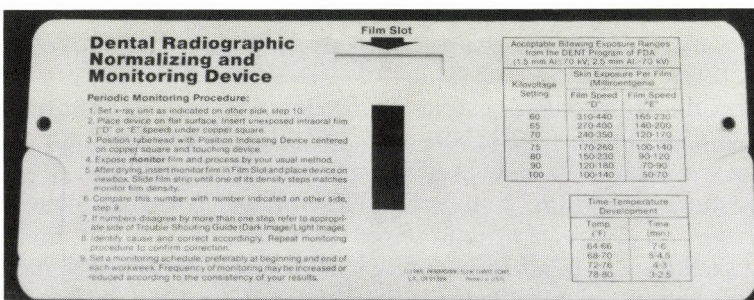 Film Slot
Dental Radiographic
Normalizing and
Monitoring Device
Periodic Monitoring Procedure:
1. Set x-ray unit as indicated on other side, step 10.
2. Place device on flat surface. Insert unexposed intraoral film
("D" or "E" speed) under copper square.
3. Position tubehead with Position Indicating Device centered
on copper square and touching device.
4. Expose monitor film and process by your usual method.
5. After drying, insert monitor film in Film Slot and place device on
viewbox. Slide film strip until one of its density steps matches
monitor film density.
6. Compare this number with number indicated on other side,
step 9.
7. If numbers disagree by more than one step, refer to appropri-
ate side of Trouble-Shooting Guide (Dark Image/Light Image).
8. Identify cause and correct accordingly. Repeat monitoring
procedure to confirm correction.
9. Set a monitoring schedule, preferably at beginning and end of
each workweek. Frequency of monitoring may be increased or
reduced according to the consistency of your results.
Acceptable Bitewing Exposure Ranges
from the DENT Program of FDA
(1.5 mm Al<70 kV; 2.5 mm Al>70 kV)
Kilovoltage Setting
Skin Exposure Per Film
(Milliroentgens)
Film Speed "D" Film Speed "E"
60 310-440 165-230
65 270-400 140-200
70 240-350 120-170
75 170-260 100-140
80 150-230 90-120
90 120-180 70-90
100 100-140 50-70
Time-Temperature
Development
Temp. (°F) Time (min.)
64-66 7-6
68-70 5-4.5
72-76 4-3
78-80 3-2.5